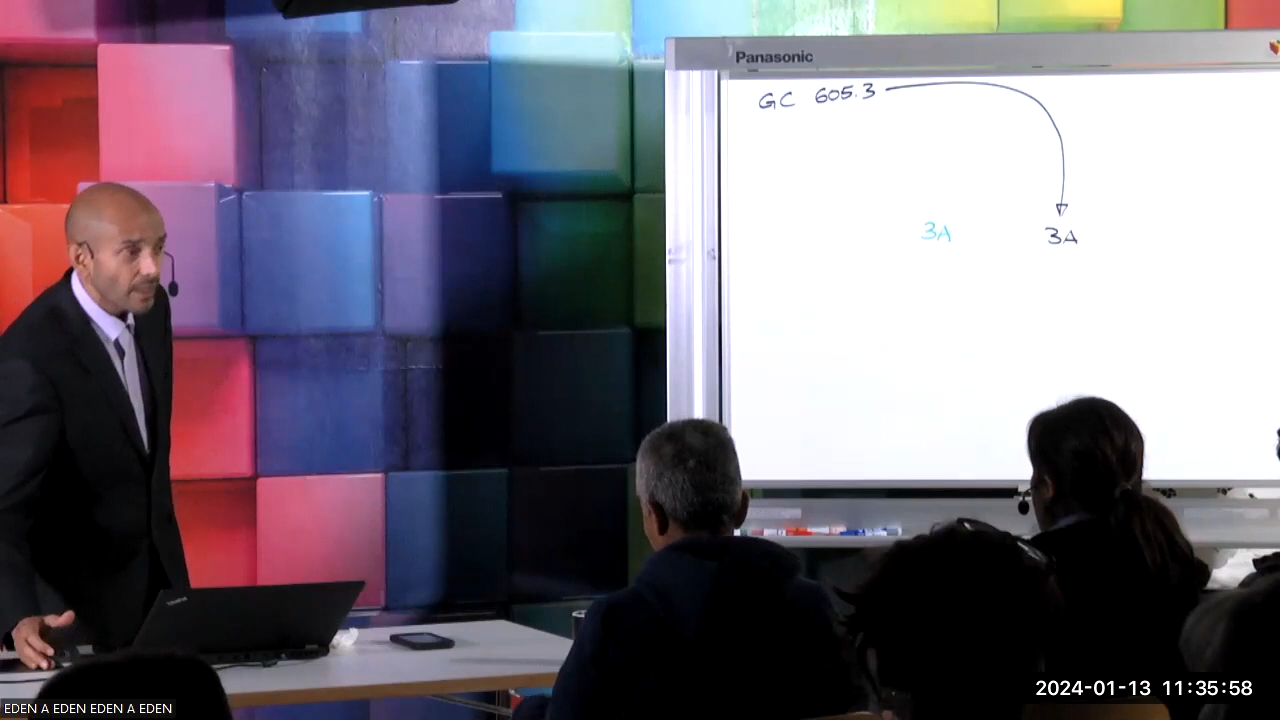 Panasonic
GC 605.3
3A 3A
2024-01-13 11:35:58
EDEN A EDEN EDEN A EDEN